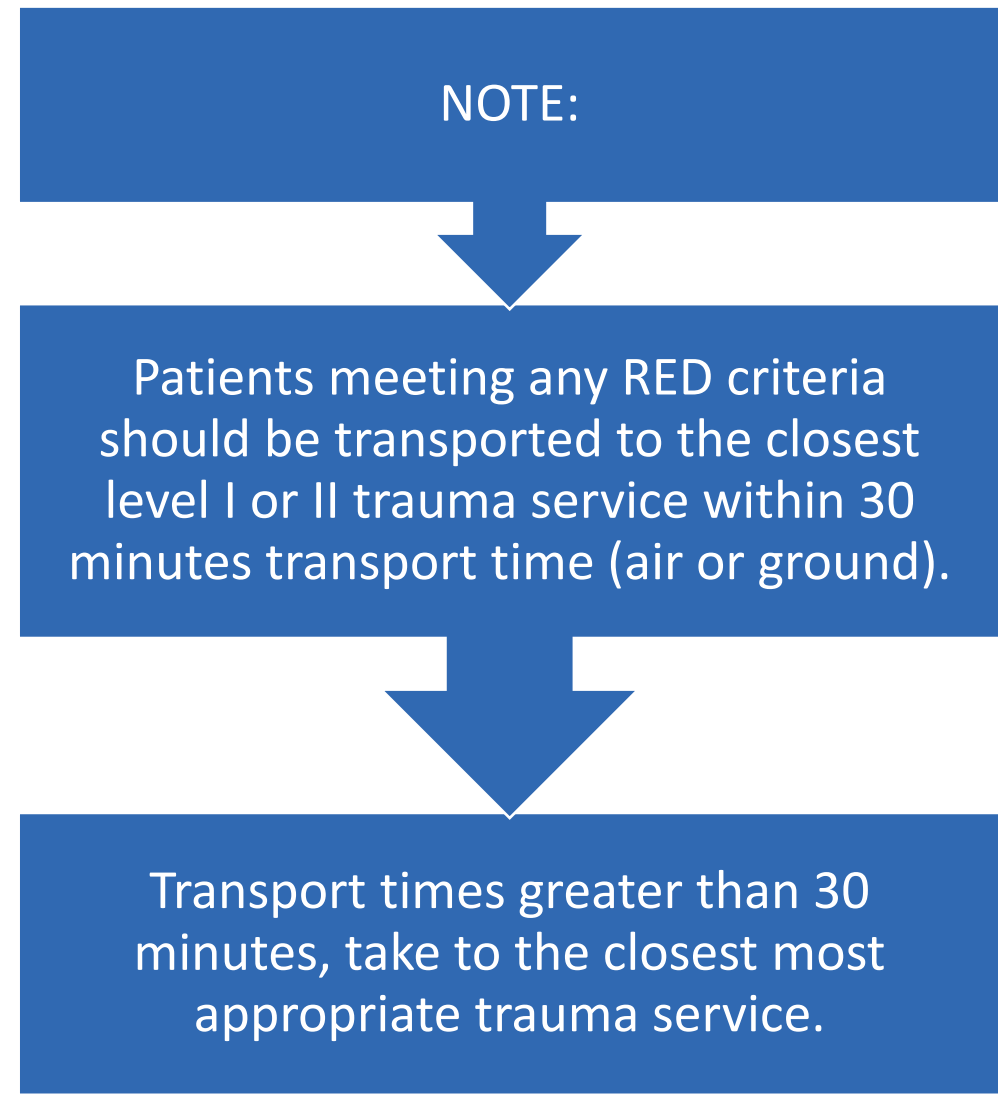 NOTE:
Patients meeting any RED criteria
should be transported to the closest
level I or II trauma service within 30
minutes transport time (air or ground).
Transport times greater than 30
minutes, take to the closest most
appropriate trauma service.